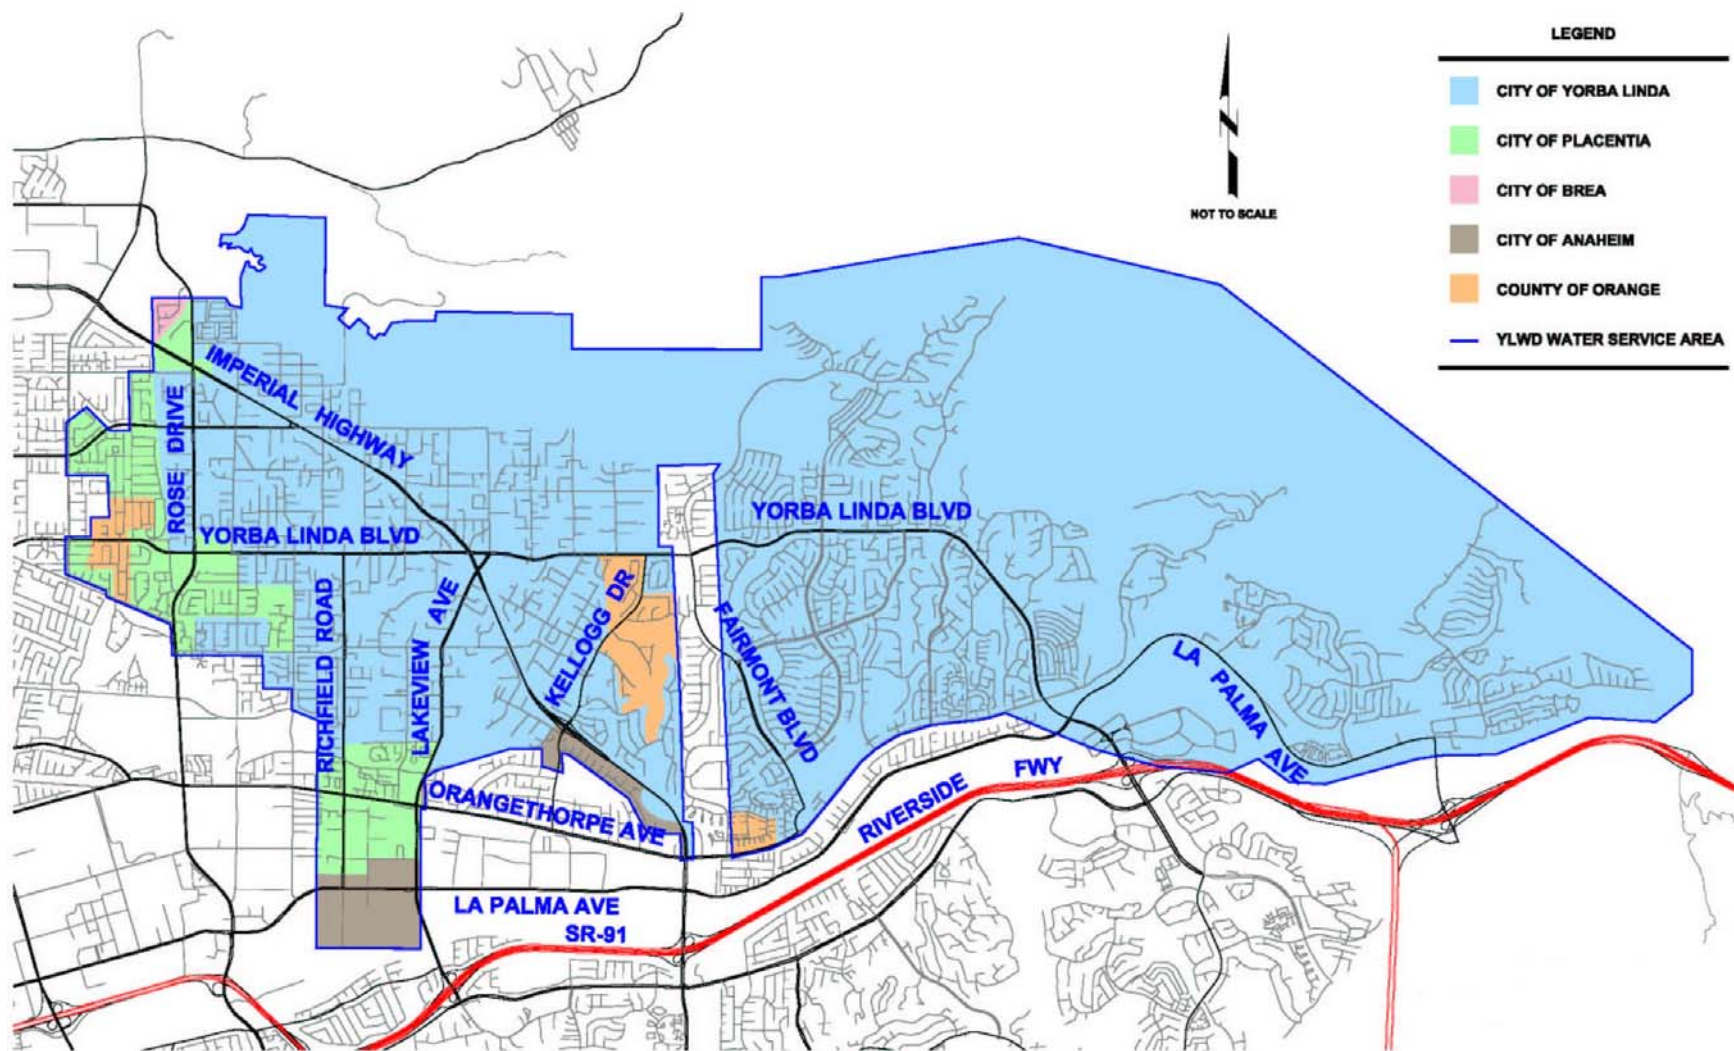 LEGEND
CITY OF YORBA LINDA
CITY OF PLACENTIA
CITY OF BREA
CITY OF ANAHEIM
COUNTY OF ORANGE
YLWD WATER SERVICE AREA
N
NOT TO SCALE
IMPERIAL HIGHWAY
ROSE DRIVE
YORBA LINDA BLVD
YORBA LINDA BLVD
RICHFIELD ROAD
LAKEVIEW AVE
KELLOGG DR
FAIRMONT BLVD
LA PALMA AVE
ORANGETHORPE AVE
RIVERSIDE FWY
LA PALMA AVE
SR-91